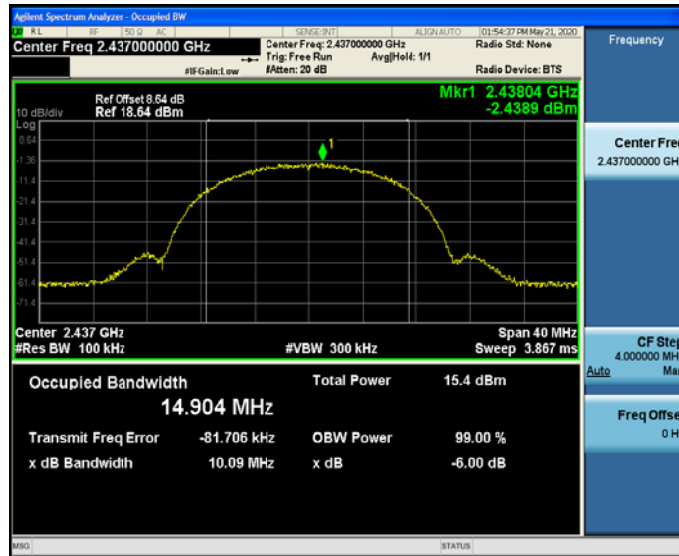 Agilent Spectrum Analyzer - Occupied BW
RL RF 50 Ω AC SENSE:INT ALIGN AUTO 01:54:37 PM May 21, 2020
Center Freq 2.437000000 GHz Center Freq: 2.437000000 GHz Radio Std: None Frequency
Trig: Free Run Avg|Hold: 1/1
#IFGain:Low #Atten: 20 dB Radio Device: BTS
Ref Offset 8.64 dB Mkr1 2.43804 GHz
10 dB/div Ref 18.64 dBm -2.4389 dBm
Log
8.64
1
-1.36
-11.4
-21.4
-31.4
-41.4
-51.4
-61.4
-71.4
Center Fre
2.437000000 GH
Center 2.437 GHz Span 40 MHz
#Res BW 100 kHz #VBW 300 kHz Sweep 3.867 ms
CF Step
4.000000 MH
Auto Ma
Occupied Bandwidth Total Power 15.4 dBm
14.904 MHz
Transmit Freq Error -81.706 kHz OBW Power 99.00 %
x dB Bandwidth 10.09 MHz x dB -6.00 dB
Freq Offse
0 H
MSG STATUS